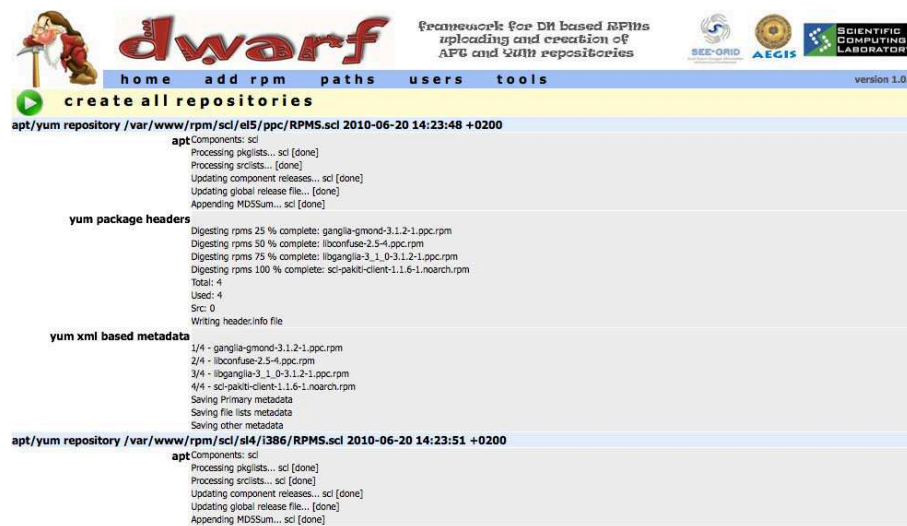 dwarf
framework for DN based RPMs
uploading and creation of
APT and YUM repositories
SEE-GRID
AEGIS
SCIENTIFIC
COMPUTING
LABORATORY
home add rpm paths users tools
version 1.0
create all repositories
apt/yum repository /var/www/rpm/scl/el5/ppc/RPMS.scl 2010-06-20 14:23:48 +0200
apt Components: scl
Processing pkglists... scl [done]
Processing srclists... [done]
Updating component releases... scl [done]
Updating global release file... [done]
Appending MD5Sum... scl [done]
yum package headers
Digesting rpms 25 % complete: ganglia-gmond-3.1.2-1.ppc.rpm
Digesting rpms 50 % complete: libconfuse-2.5-4.ppc.rpm
Digesting rpms 75 % complete: libganglia-3_1_0-3.1.2-1.ppc.rpm
Digesting rpms 100 % complete: scl-pakiti-client-1.1.6-1.noarch.rpm
Total: 4
Used: 4
Src: 0
Writing header.info file
yum xml based metadata
1/4 - ganglia-gmond-3.1.2-1.ppc.rpm
2/4 - libconfuse-2.5-4.ppc.rpm
3/4 - libganglia-3_1_0-3.1.2-1.ppc.rpm
4/4 - scl-pakiti-client-1.1.6-1.noarch.rpm
Saving Primary metadata
Saving file lists metadata
Saving other metadata
apt/yum repository /var/www/rpm/scl/sl4/i386/RPMS.scl 2010-06-20 14:23:51 +0200
apt Components: scl
Processing pkglists... scl [done]
Processing srclists... scl [done]
Updating component releases... scl [done]
Updating global release file... [done]
Appending MD5Sum... scl [done]